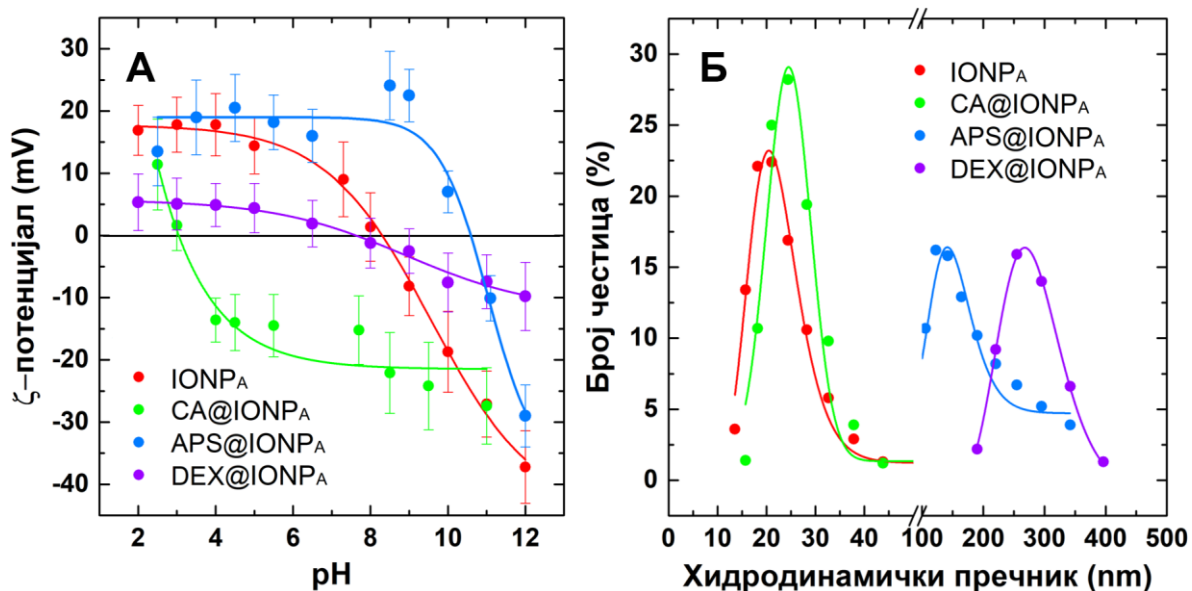 А
ζ–потенцијал (mV)
30
20
10
0
-10
-20
-30
-40
2 4 6 8 10 12
pH
IONPA
CA@IONPA
APS@IONPA
DEX@IONPA
Б
Број честица (%)
30
25
20
15
10
5
0
0 10 20 30 40 100 200 300 400 500
Хидродинамички пречник (nm)
IONPA
CA@IONPA
APS@IONPA
DEX@IONPA